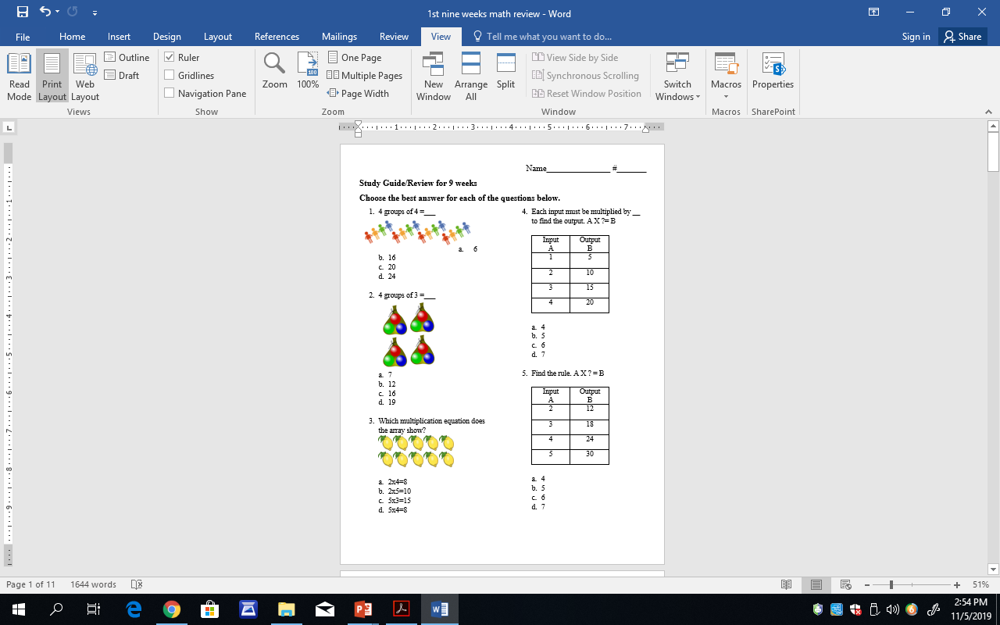 1st nine weeks math review - Word
File Home Insert Design Layout References Mailings Review View Tell me what you want to do... Sign in Share
Read Mode
Print Layout
Web Layout
Outline
Draft
Views
Ruler
Gridlines
Navigation Pane
Show
Zoom
100%
One Page
Multiple Pages
Page Width
Zoom
New Window
Arrange All
Split
View Side by Side
Synchronous Scrolling
Reset Window Position
Window
Switch Windows
Macros
Macros
Properties
SharePoint
1 2 3 4 5 6 7
Name_______________ #_______
Study Guide/Review for 9 weeks
Choose the best answer for each of the questions below.
1. 4 groups of 4 =___
a. 6
b. 16
c. 20
d. 24
2. 4 groups of 3 =___
a. 7
b. 12
c. 16
d. 19
3. Which multiplication equation does
the array show?
a. 2x4=8
b. 2x5=10
c. 5x3=15
d. 5x4=8
4. Each input must be multiplied by __
to find the output. A X ?= B
Input A Output B
1 5
2 10
3 15
4 20
a. 4
b. 5
c. 6
d. 7
5. Find the rule. A X ? = B
Input A Output B
2 12
3 18
4 24
5 30
a. 4
b. 5
c. 6
d. 7
Page 1 of 11 1644 words 51%
2:54 PM
11/5/2019